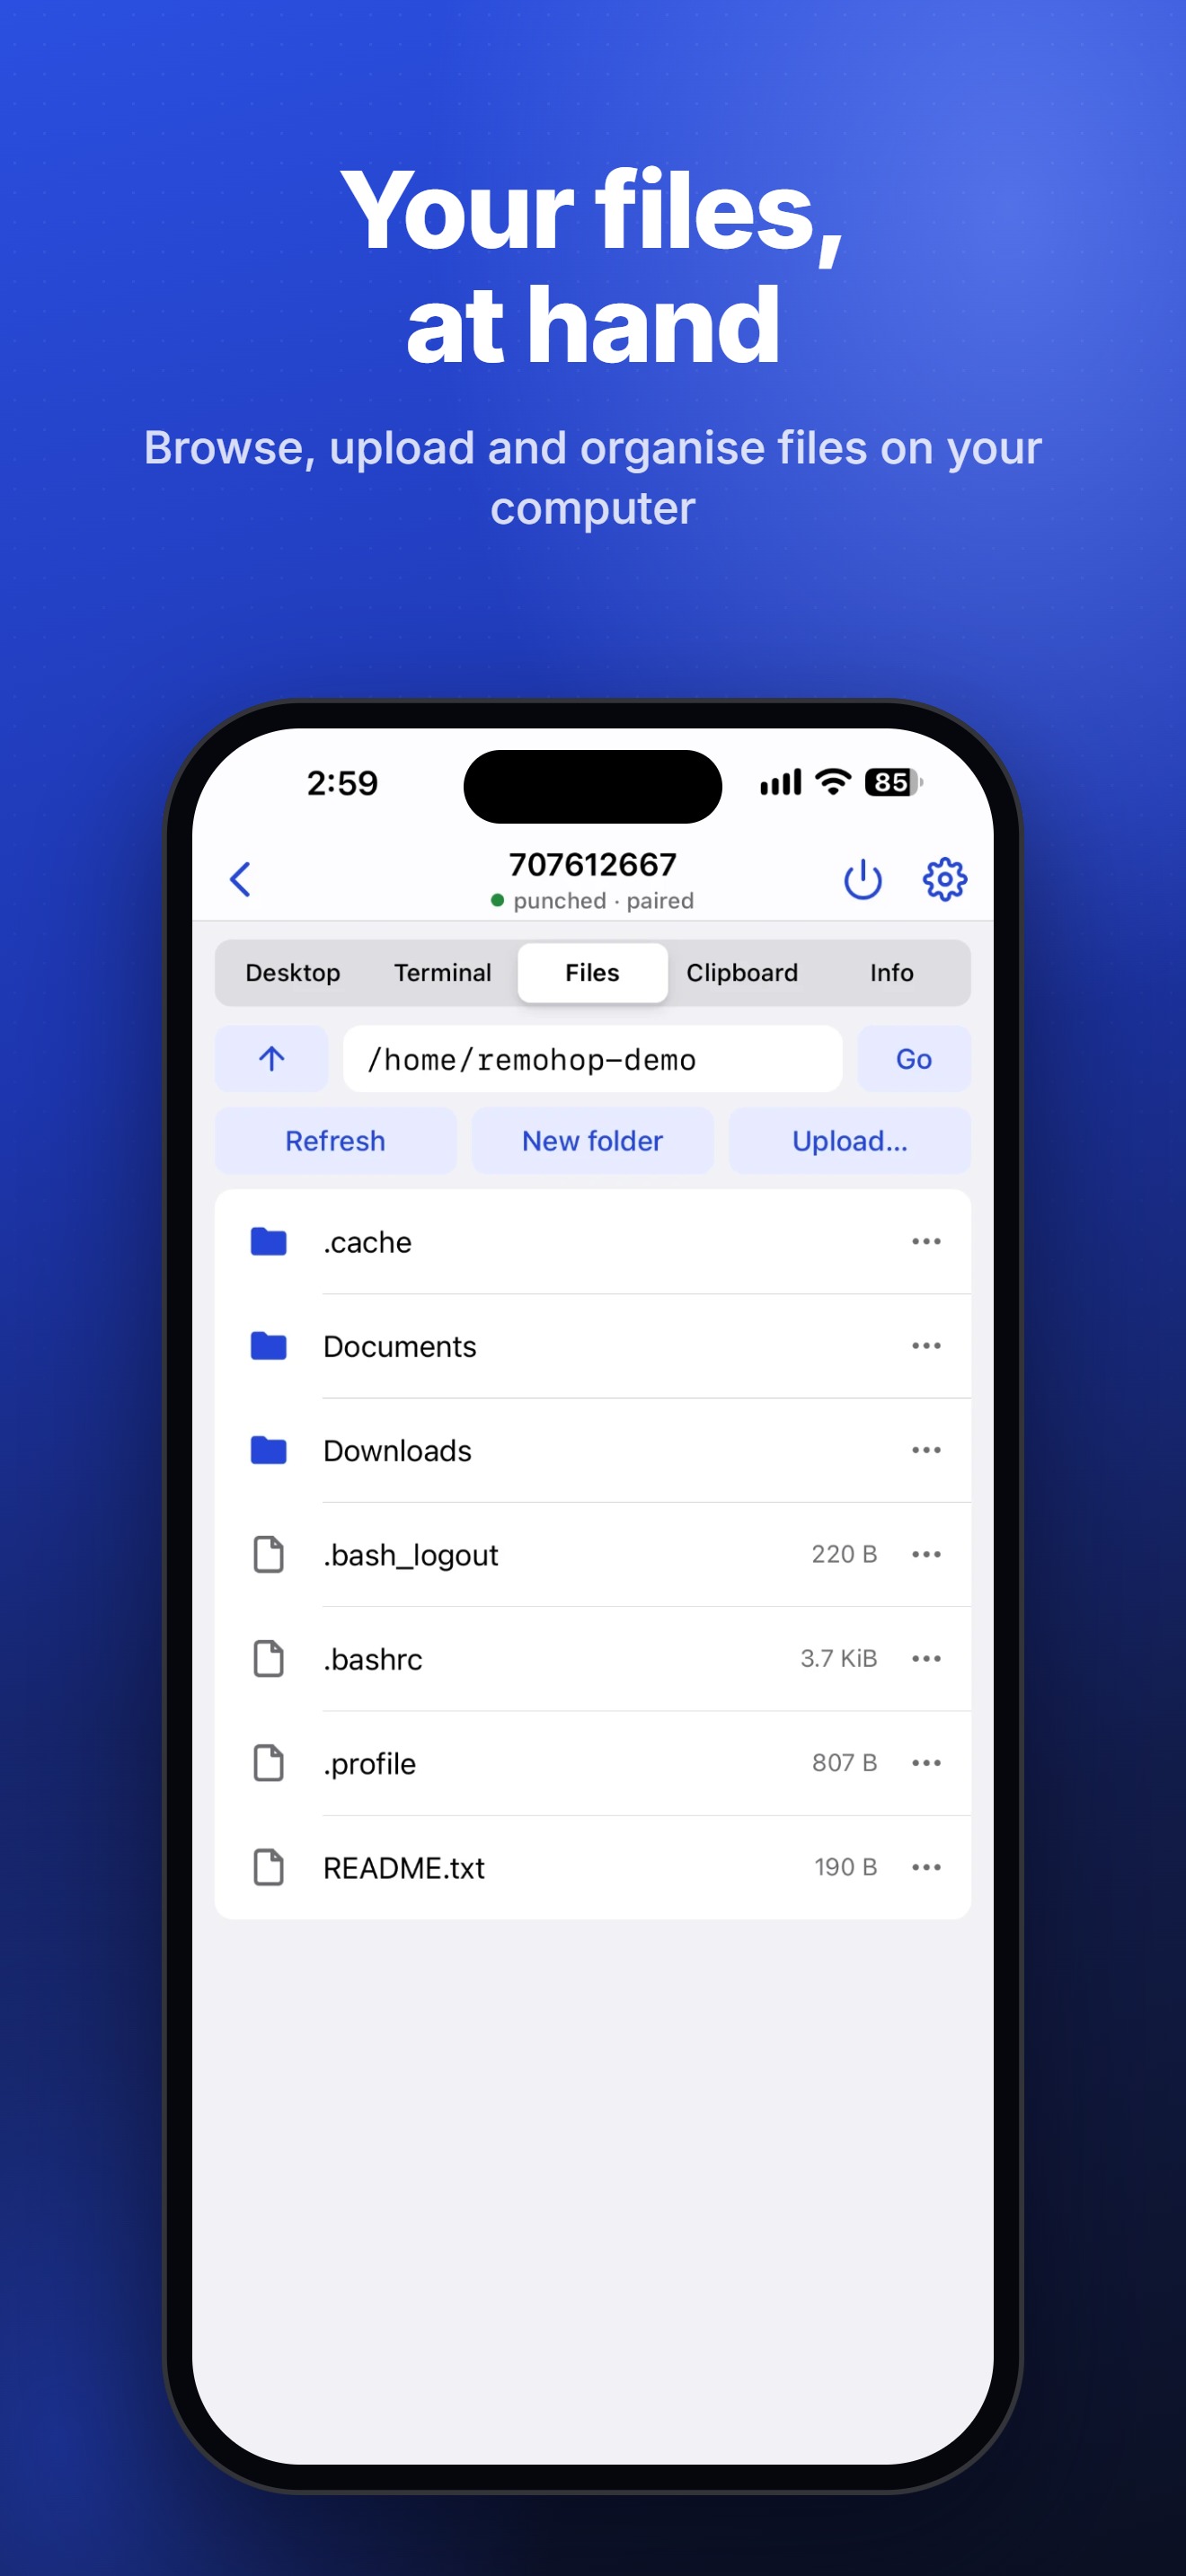 Your files,
at hand
Browse, upload and organise files on your
computer
2:59
85
707612667
punched · paired
Desktop Terminal Files Clipboard Info
/home/remohop-demo Go
Refresh New folder Upload...
.cache
Documents
Downloads
.bash_logout 220 B
.bashrc 3.7 KiB
.profile 807 B
README.txt 190 B